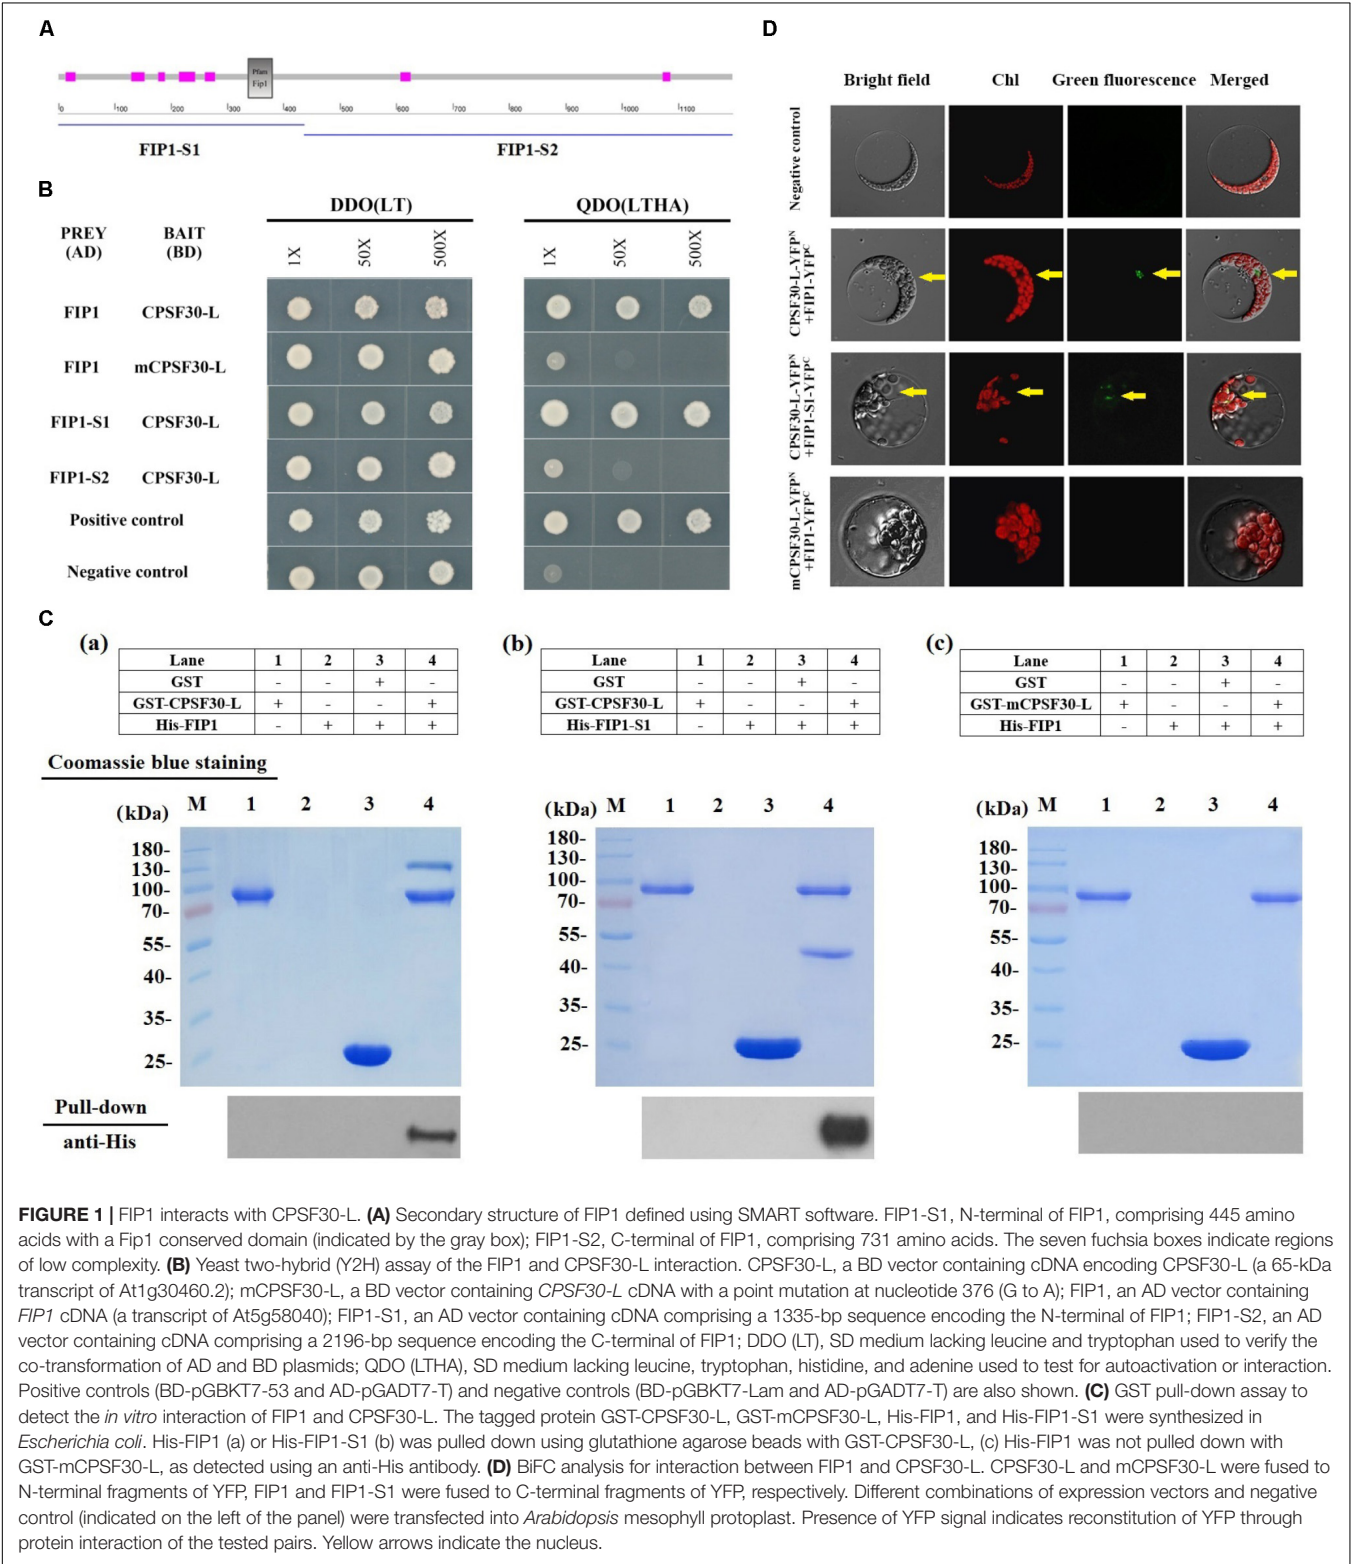 A
Pfam
Fip1
0 100 200 300 400 500 600 700 800 900 1000 1100
FIP1-S1 FIP1-S2
B
DDO(LT) QDO(LTHA)
PREY (AD) BAIT (BD) 1X 50X 500X 1X 50X 500X
FIP1 CPSF30-L
FIP1 mCPSF30-L
FIP1-S1 CPSF30-L
FIP1-S2 CPSF30-L
Positive control
Negative control
D
Bright field Chl Green fluorescence Merged
Negative control
CPSF30-L-YFPᴺ
+FIP1-YFPᶜ
CPSF30-L-YFPᴺ
+FIP1-S1-YFPᶜ
mCPSF30-L-YFPᴺ
+FIP1-YFPᶜ
C
(a)
Lane 1 2 3 4
GST - - + -
GST-CPSF30-L + - - +
His-FIP1 - + + +
(b)
Lane 1 2 3 4
GST - - + -
GST-CPSF30-L + - - +
His-FIP1-S1 - + + +
(c)
Lane 1 2 3 4
GST - - + -
GST-mCPSF30-L + - - +
His-FIP1 - + + +
Coomassie blue staining
(kDa) M 1 2 3 4
180-
130-
100-
70-
55-
40-
35-
25-
(kDa) M 1 2 3 4
180-
130-
100-
70-
55-
40-
35-
25-
(kDa) M 1 2 3 4
180-
130-
100-
70-
55-
40-
35-
25-
Pull-down
anti-His
FIGURE 1 | FIP1 interacts with CPSF30-L. (A) Secondary structure of FIP1 defined using SMART software. FIP1-S1, N-terminal of FIP1, comprising 445 amino
acids with a Fip1 conserved domain (indicated by the gray box); FIP1-S2, C-terminal of FIP1, comprising 731 amino acids. The seven fuchsia boxes indicate regions
of low complexity. (B) Yeast two-hybrid (Y2H) assay of the FIP1 and CPSF30-L interaction. CPSF30-L, a BD vector containing cDNA encoding CPSF30-L (a 65-kDa
transcript of At1g30460.2); mCPSF30-L, a BD vector containing CPSF30-L cDNA with a point mutation at nucleotide 376 (G to A); FIP1, an AD vector containing
FIP1 cDNA (a transcript of At5g58040); FIP1-S1, an AD vector containing cDNA comprising a 1335-bp sequence encoding the N-terminal of FIP1; FIP1-S2, an AD
vector containing cDNA comprising a 2196-bp sequence encoding the C-terminal of FIP1; DDO (LT), SD medium lacking leucine and tryptophan used to verify the
co-transformation of AD and BD plasmids; QDO (LTHA), SD medium lacking leucine, tryptophan, histidine, and adenine used to test for autoactivation or interaction.
Positive controls (BD-pGBKT7-53 and AD-pGADT7-T) and negative controls (BD-pGBKT7-Lam and AD-pGADT7-T) are also shown. (C) GST pull-down assay to
detect the in vitro interaction of FIP1 and CPSF30-L. The tagged protein GST-CPSF30-L, GST-mCPSF30-L, His-FIP1, and His-FIP1-S1 were synthesized in
Escherichia coli. His-FIP1 (a) or His-FIP1-S1 (b) was pulled down using glutathione agarose beads with GST-CPSF30-L, (c) His-FIP1 was not pulled down with
GST-mCPSF30-L, as detected using an anti-His antibody. (D) BiFC analysis for interaction between FIP1 and CPSF30-L. CPSF30-L and mCPSF30-L were fused to
N-terminal fragments of YFP, FIP1 and FIP1-S1 were fused to C-terminal fragments of YFP, respectively. Different combinations of expression vectors and negative
control (indicated on the left of the panel) were transfected into Arabidopsis mesophyll protoplast. Presence of YFP signal indicates reconstitution of YFP through
protein interaction of the tested pairs. Yellow arrows indicate the nucleus.